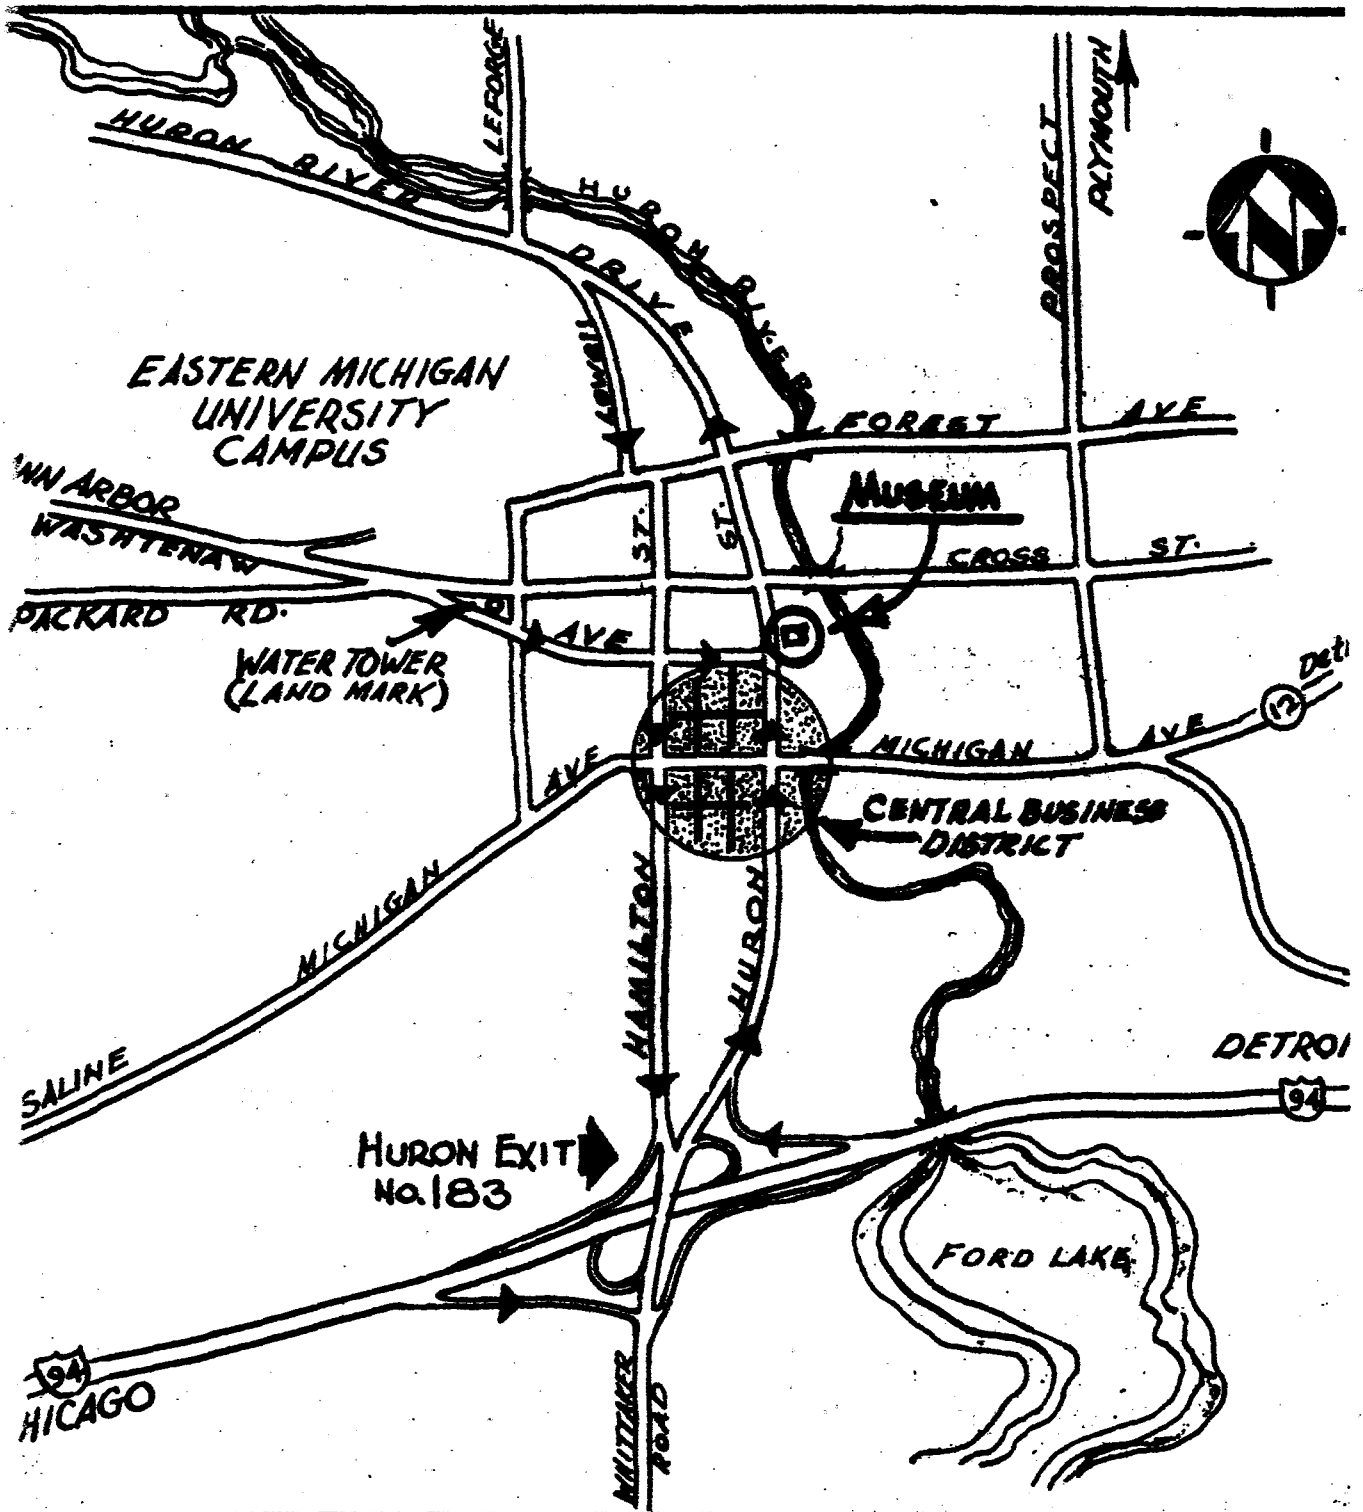 LEFORGE
PLYMOUTH
PROSPECT
HURON RIVER DRIVE
HURON RIVER
N
LOWELL
EASTERN MICHIGAN
UNIVERSITY
CAMPUS
FOREST AVE
ANN ARBOR
WASHTENAW AVE
MUSEUM
ST.
ST.
CROSS ST.
PACKARD RD.
WATER TOWER
(LAND MARK)
Det
12
MICHIGAN AVE
AVE
CENTRAL BUSINESS
DISTRICT
MICHIGAN
HAMILTON
HURON
SALINE
DETROI
94
HURON EXIT
No. 183
FORD LAKE
94
HICAGO
WHITTAKER
ROAD